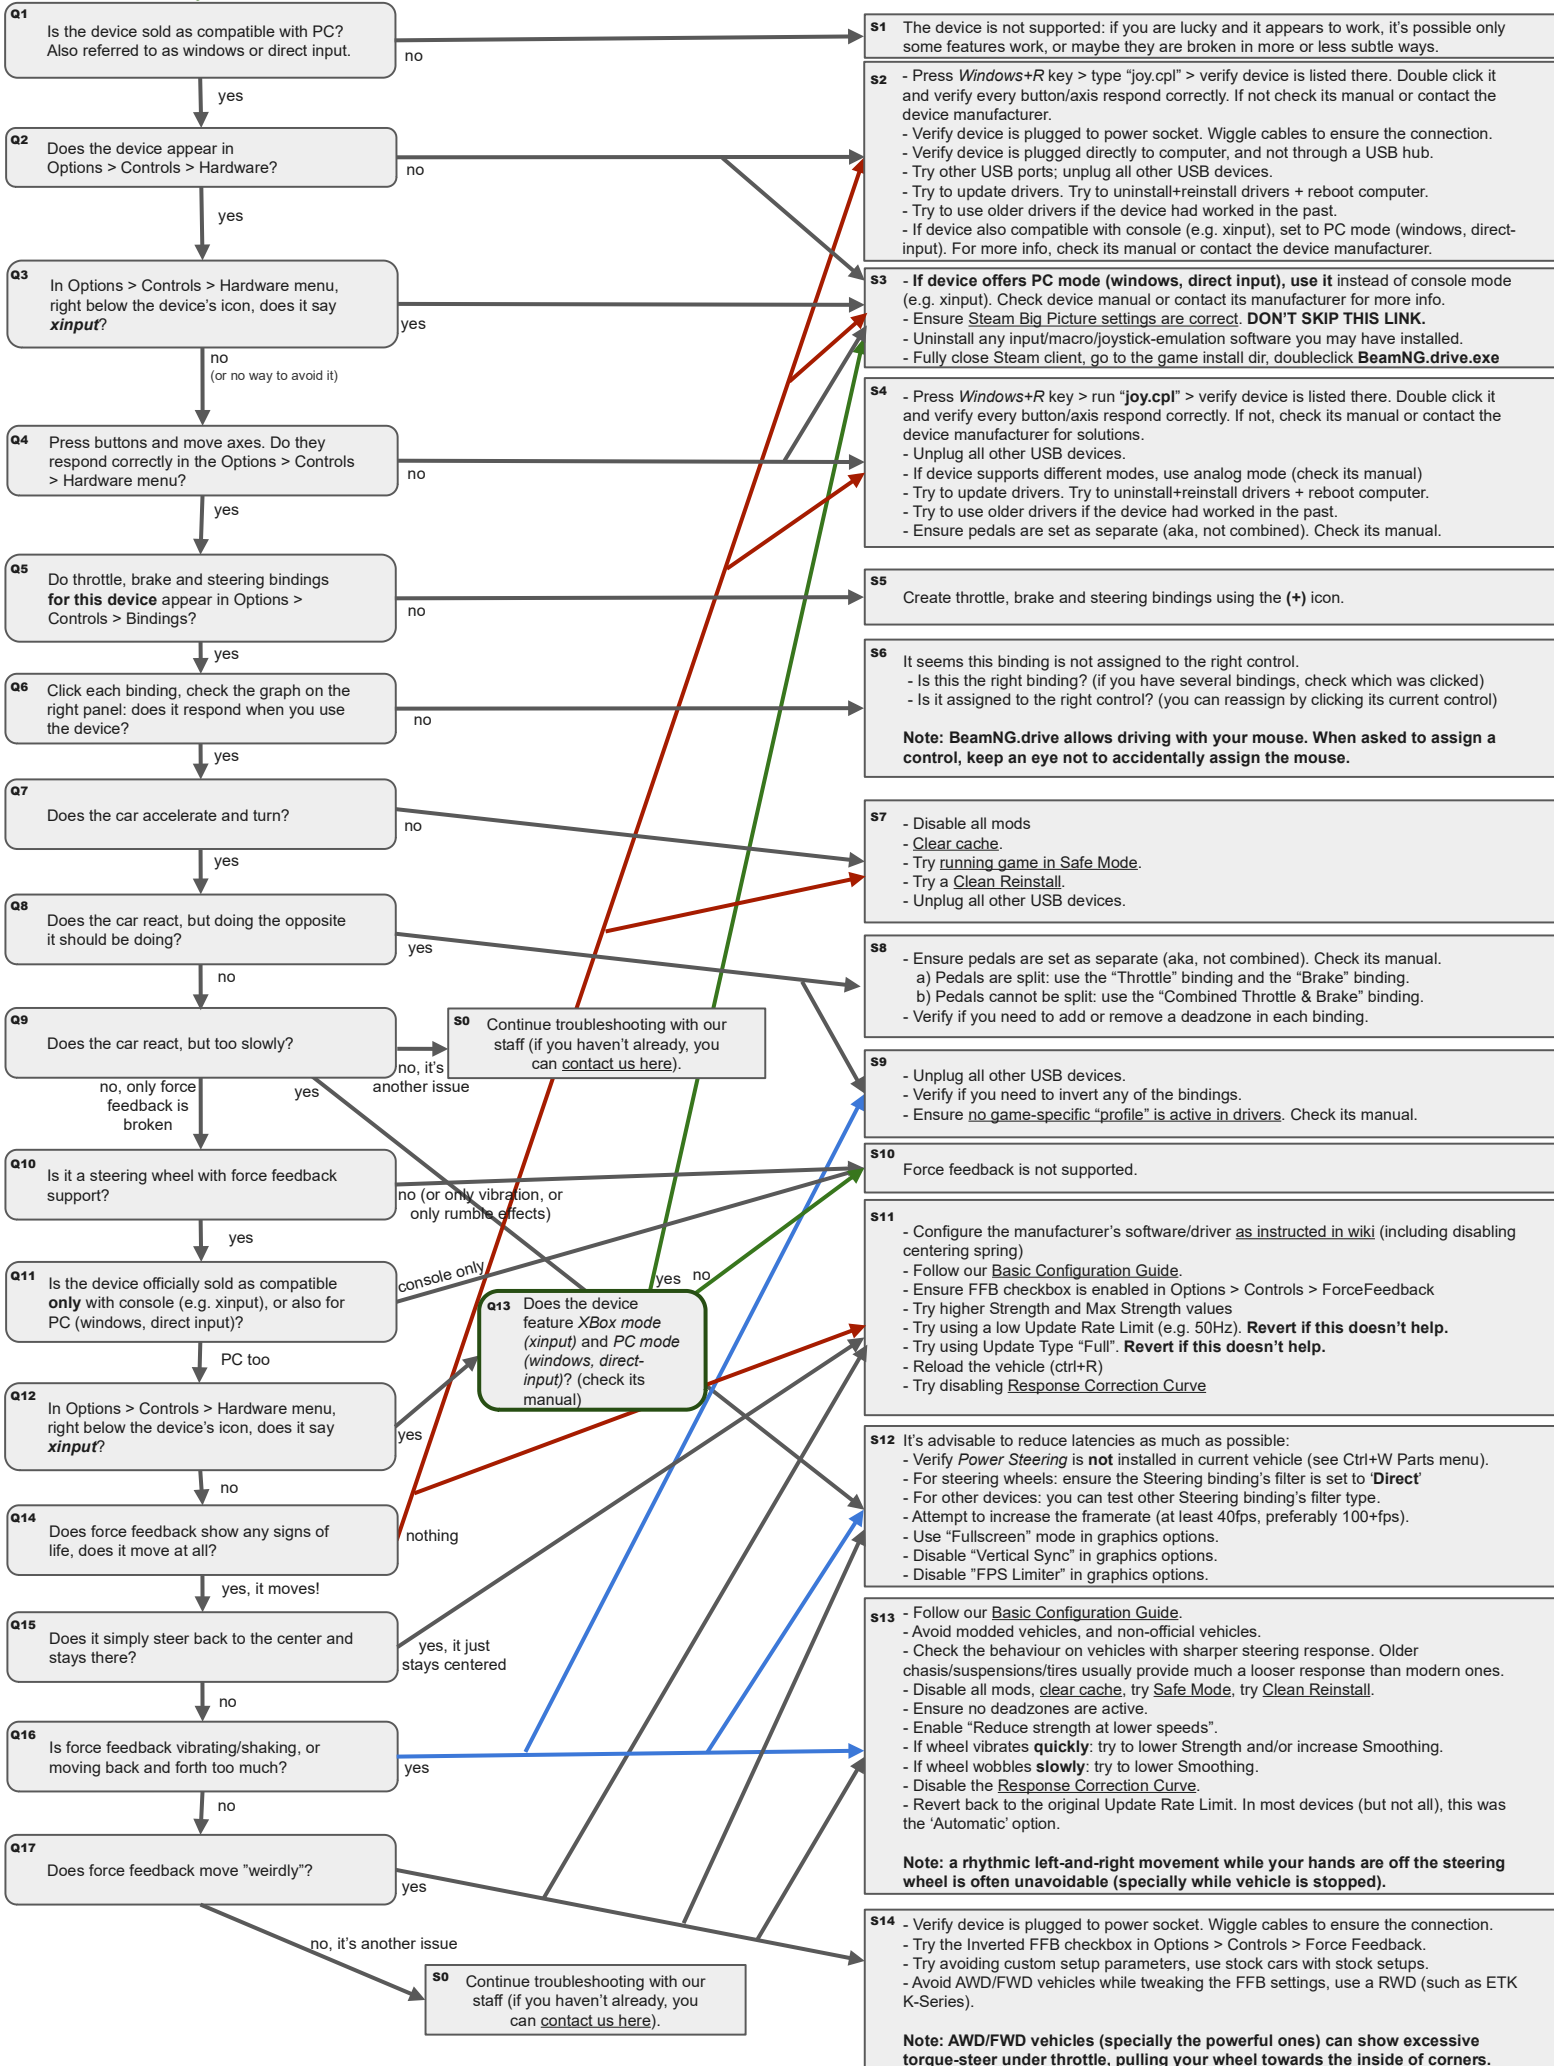 Q1
Is the device sold as compatible with PC?
Also referred to as windows or direct input.
no
yes
Q2
Does the device appear in
Options > Controls > Hardware?
no
yes
Q3
In Options > Controls > Hardware menu,
right below the device's icon, does it say
xinput?
yes
no
(or no way to avoid it)
Q4
Press buttons and move axes. Do they
respond correctly in the Options > Controls
> Hardware menu?
no
yes
Q5
Do throttle, brake and steering bindings
for this device appear in Options >
Controls > Bindings?
no
yes
Q6
Click each binding, check the graph on the
right panel: does it respond when you use
the device?
no
yes
Q7
Does the car accelerate and turn?
no
yes
Q8
Does the car react, but doing the opposite
it should be doing?
yes
no
Q9
Does the car react, but too slowly?
no, it's
another issue
yes
no, only force
feedback is
broken
S0
Continue troubleshooting with our
staff (if you haven't already, you
can contact us here).
Q10
Is it a steering wheel with force feedback
support?
no (or only vibration, or
only rumble effects)
yes
Q11
Is the device officially sold as compatible
only with console (e.g. xinput), or also for
PC (windows, direct input)?
console only
PC too
Q12
In Options > Controls > Hardware menu,
right below the device's icon, does it say
xinput?
yes
no
Q13
Does the device
feature XBox mode
(xinput) and PC mode
(windows, direct-
input)? (check its
manual)
yes
no
Q14
Does force feedback show any signs of
life, does it move at all?
nothing
yes, it moves!
Q15
Does it simply steer back to the center and
stays there?
yes, it just
stays centered
no
Q16
Is force feedback vibrating/shaking, or
moving back and forth too much?
yes
no
Q17
Does force feedback move "weirdly"?
yes
no, it's another issue
S0
Continue troubleshooting with our
staff (if you haven't already, you
can contact us here).
S1
The device is not supported: if you are lucky and it appears to work, it's possible only
some features work, or maybe they are broken in more or less subtle ways.
S2
- Press Windows+R key > type "joy.cpl" > verify device is listed there. Double click it
and verify every button/axis respond correctly. If not check its manual or contact the
device manufacturer.
- Verify device is plugged to power socket. Wiggle cables to ensure the connection.
- Verify device is plugged directly to computer, and not through a USB hub.
- Try other USB ports; unplug all other USB devices.
- Try to update drivers. Try to uninstall+reinstall drivers + reboot computer.
- Try to use older drivers if the device had worked in the past.
- If device also compatible with console (e.g. xinput), set to PC mode (windows, direct-
input). For more info, check its manual or contact the device manufacturer.
S3
- If device offers PC mode (windows, direct input), use it instead of console mode
(e.g. xinput). Check device manual or contact its manufacturer for more info.
- Ensure Steam Big Picture settings are correct. DON'T SKIP THIS LINK.
- Uninstall any input/macro/joystick-emulation software you may have installed.
- Fully close Steam client, go to the game install dir, doubleclick BeamNG.drive.exe
S4
- Press Windows+R key > run "joy.cpl" > verify device is listed there. Double click it
and verify every button/axis respond correctly. If not, check its manual or contact the
device manufacturer for solutions.
- Unplug all other USB devices.
- If device supports different modes, use analog mode (check its manual)
- Try to update drivers. Try to uninstall+reinstall drivers + reboot computer.
- Try to use older drivers if the device had worked in the past.
- Ensure pedals are set as separate (aka, not combined). Check its manual.
S5
Create throttle, brake and steering bindings using the (+) icon.
S6
It seems this binding is not assigned to the right control.
- Is this the right binding? (if you have several bindings, check which was clicked)
- Is it assigned to the right control? (you can reassign by clicking its current control)
Note: BeamNG.drive allows driving with your mouse. When asked to assign a
control, keep an eye not to accidentally assign the mouse.
S7
- Disable all mods
- Clear cache.
- Try running game in Safe Mode.
- Try a Clean Reinstall.
- Unplug all other USB devices.
S8
- Ensure pedals are set as separate (aka, not combined). Check its manual.
a) Pedals are split: use the "Throttle" binding and the "Brake" binding.
b) Pedals cannot be split: use the "Combined Throttle & Brake" binding.
- Verify if you need to add or remove a deadzone in each binding.
S9
- Unplug all other USB devices.
- Verify if you need to invert any of the bindings.
- Ensure no game-specific "profile" is active in drivers. Check its manual.
S10
Force feedback is not supported.
S11
- Configure the manufacturer's software/driver as instructed in wiki (including disabling
centering spring)
- Follow our Basic Configuration Guide.
- Ensure FFB checkbox is enabled in Options > Controls > ForceFeedback
- Try higher Strength and Max Strength values
- Try using a low Update Rate Limit (e.g. 50Hz). Revert if this doesn't help.
- Try using Update Type "Full". Revert if this doesn't help.
- Reload the vehicle (ctrl+R)
- Try disabling Response Correction Curve
S12
It's advisable to reduce latencies as much as possible:
- Verify Power Steering is not installed in current vehicle (see Ctrl+W Parts menu).
- For steering wheels: ensure the Steering binding's filter is set to 'Direct'
- For other devices: you can test other Steering binding's filter type.
- Attempt to increase the framerate (at least 40fps, preferably 100+fps).
- Use "Fullscreen" mode in graphics options.
- Disable "Vertical Sync" in graphics options.
- Disable "FPS Limiter" in graphics options.
S13
- Follow our Basic Configuration Guide.
- Avoid modded vehicles, and non-official vehicles.
- Check the behaviour on vehicles with sharper steering response. Older
chasis/suspensions/tires usually provide much a looser response than modern ones.
- Disable all mods, clear cache, try Safe Mode, try Clean Reinstall.
- Ensure no deadzones are active.
- Enable "Reduce strength at lower speeds".
- If wheel vibrates quickly: try to lower Strength and/or increase Smoothing.
- If wheel wobbles slowly: try to lower Smoothing.
- Disable the Response Correction Curve.
- Revert back to the original Update Rate Limit. In most devices (but not all), this was
the 'Automatic' option.
Note: a rhythmic left-and-right movement while your hands are off the steering
wheel is often unavoidable (specially while vehicle is stopped).
S14
- Verify device is plugged to power socket. Wiggle cables to ensure the connection.
- Try the Inverted FFB checkbox in Options > Controls > Force Feedback.
- Try avoiding custom setup parameters, use stock cars with stock setups.
- Avoid AWD/FWD vehicles while tweaking the FFB settings, use a RWD (such as ETK
K-Series).
Note: AWD/FWD vehicles (specially the powerful ones) can show excessive
torque-steer under throttle, pulling your wheel towards the inside of corners.